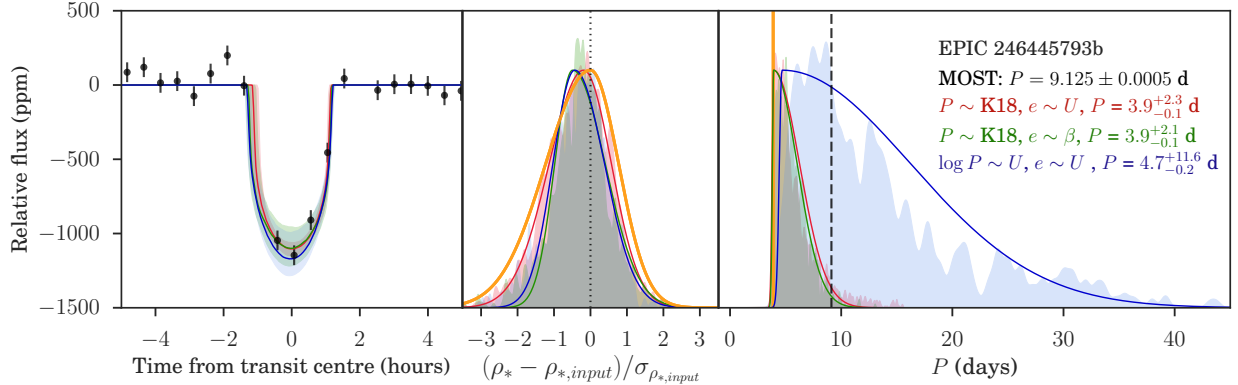 500
0
−500
−1000
−1500
Relative flux (ppm)
−4 −2 0 2 4
Time from transit centre (hours)
−3 −2 −1 0 1 2 3
(ρ* − ρ*,input)/σρ*,input
0 10 20 30 40
P (days)
EPIC 246445793b
MOST: P = 9.125 ± 0.0005 d
P ∼ K18, e ∼ U, P = 3.9 +2.3 −0.1 d
P ∼ K18, e ∼ β, P = 3.9 +2.1 −0.1 d
log P ∼ U, e ∼ U , P = 4.7 +11.6 −0.2 d